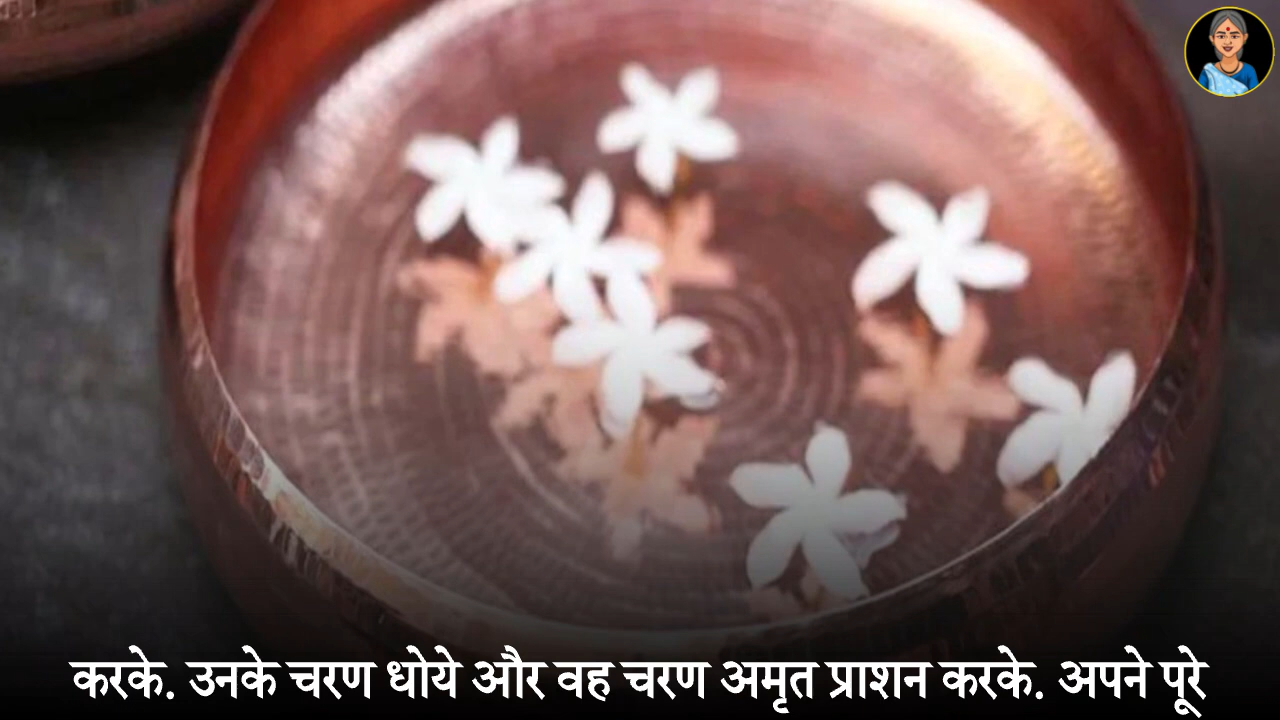 करके. उनके चरण धोये और वह चरण अमृत प्राशन करके. अपने पूरे